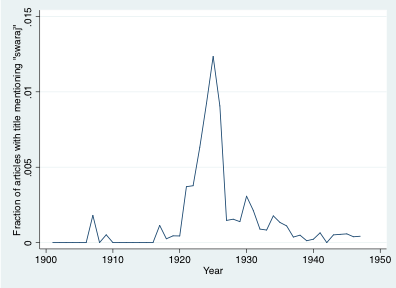 Fraction of articles with title mentioning "swaraj"
.015
.01
.005
0
1900 1910 1920 1930 1940 1950
Year